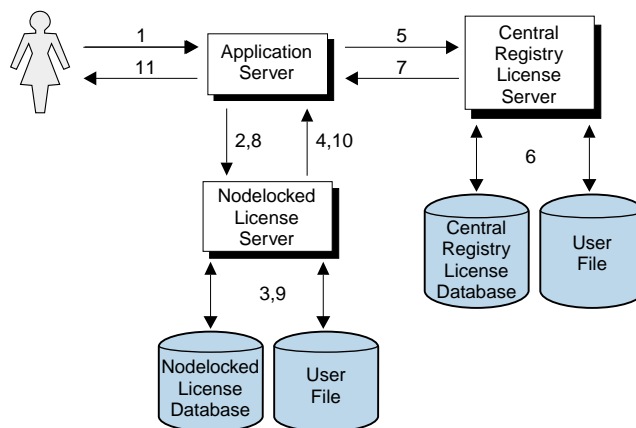 1
11
Application
Server
5
7
Central
Registry
License
Server
2,8
4,10
6
Nodelocked
License
Server
Central
Registry
License
Database
User
File
3,9
Nodelocked
License
Database
User
File